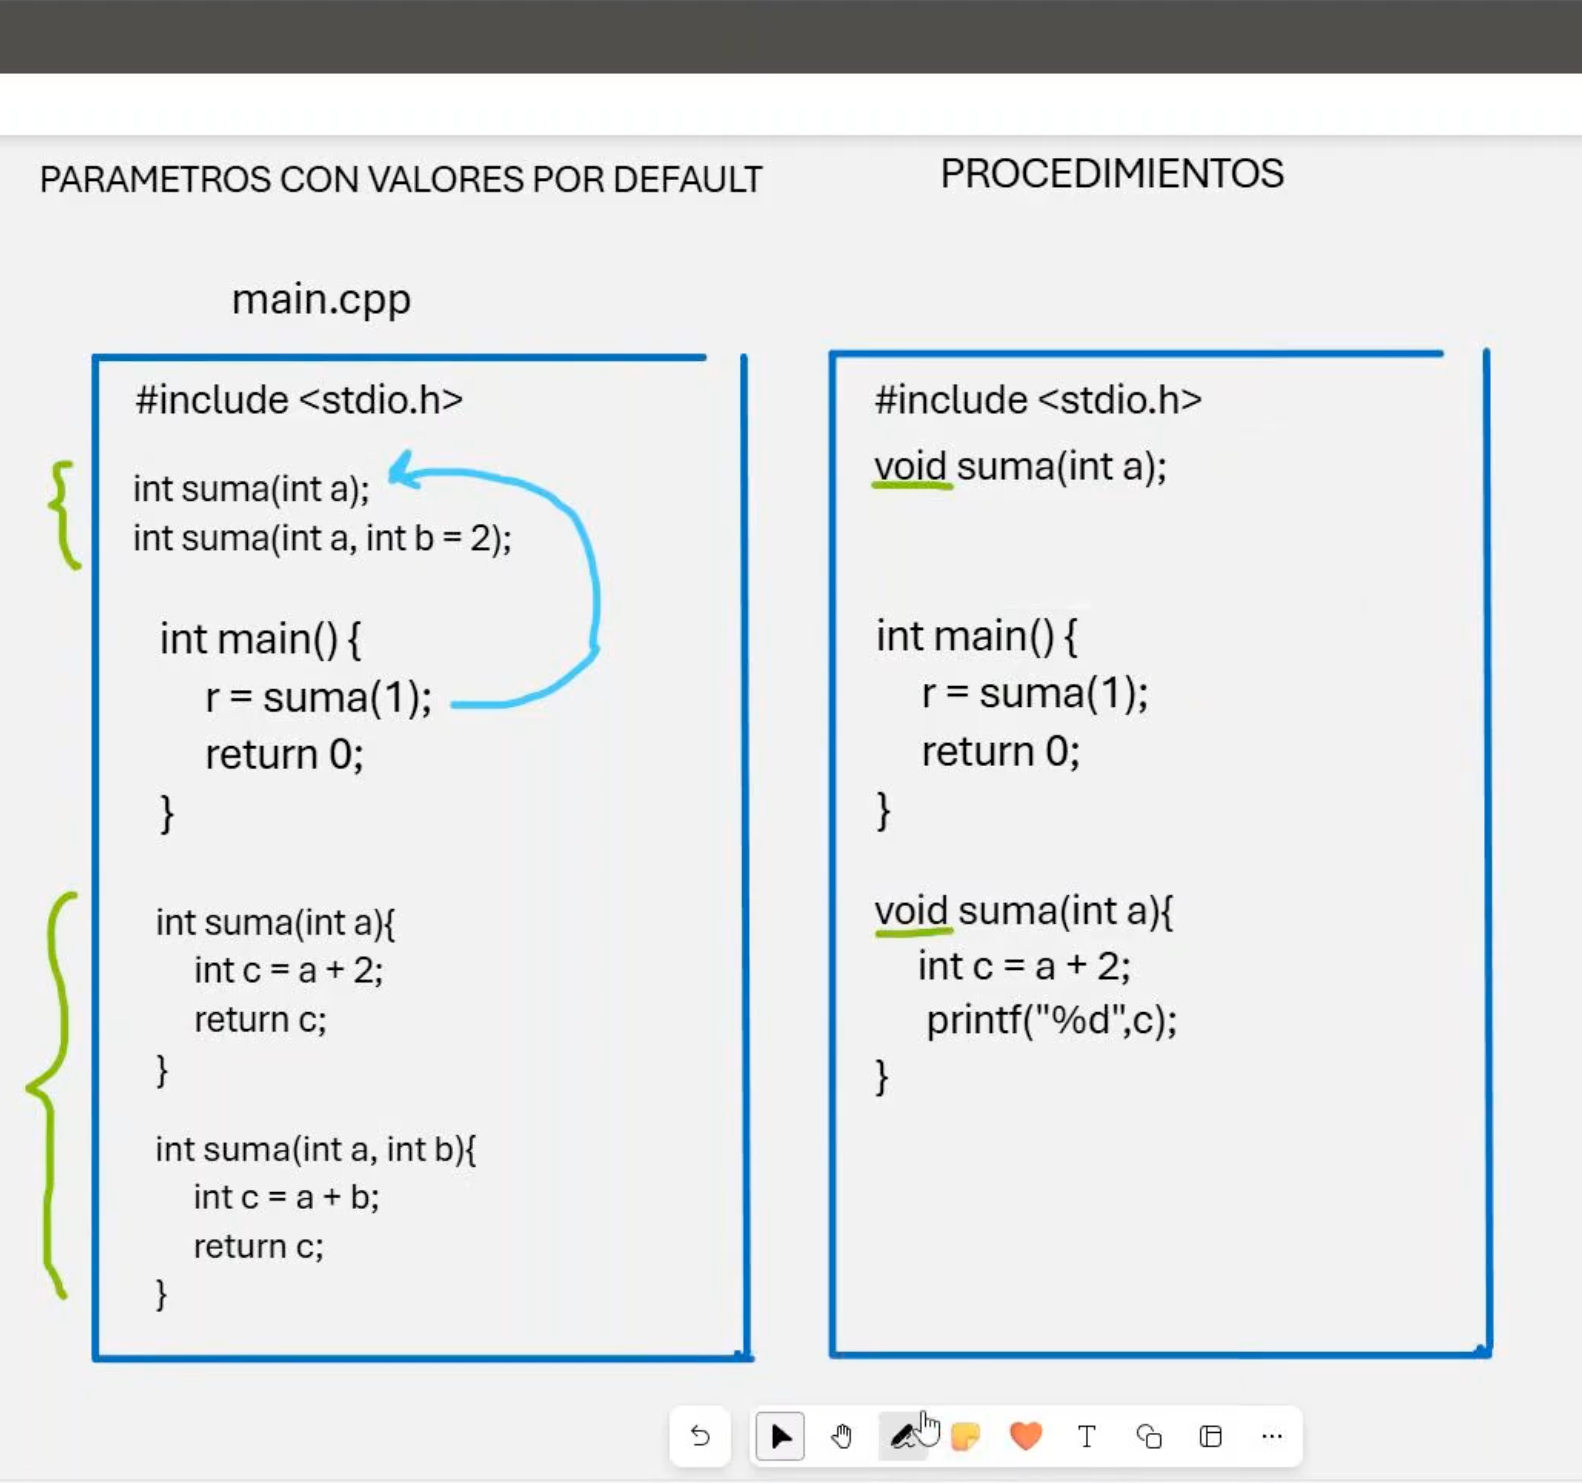 PARAMETROS CON VALORES POR DEFAULT
main.cpp
#include <stdio.h>
int suma(int a);
int suma(int a, int b = 2);
int main() {
r = suma(1);
return 0;
}
int suma(int a){
int c = a + 2;
return c;
}
int suma(int a, int b){
int c = a + b;
return c;
}
PROCEDIMIENTOS
#include <stdio.h>
void suma(int a);
int main() {
r = suma(1);
return 0;
}
void suma(int a){
int c = a + 2;
printf("%d",c);
}